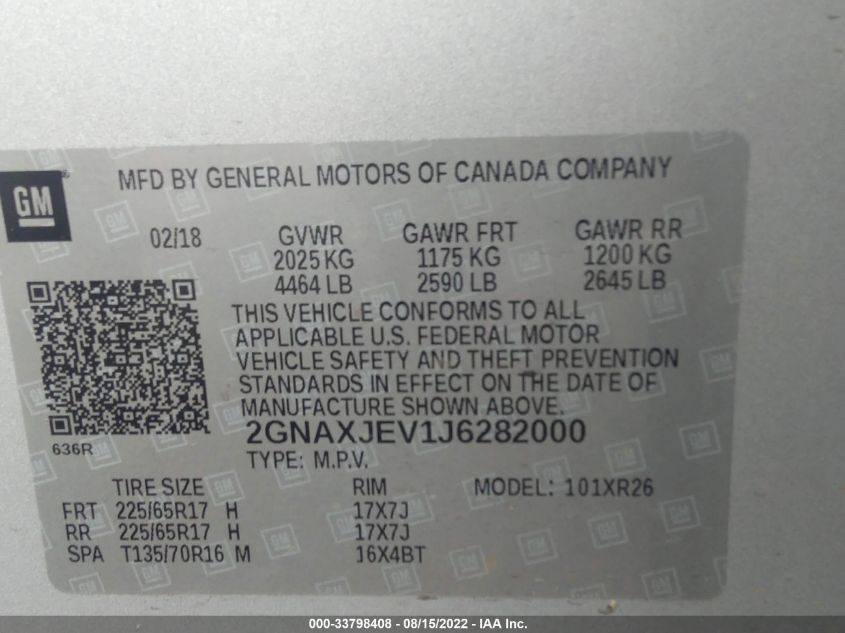 GM
MFD BY GENERAL MOTORS OF CANADA COMPANY
02/18 GVWR GAWR FRT GAWR RR
2025 KG 1175 KG 1200 KG
4464 LB 2590 LB 2645 LB
THIS VEHICLE CONFORMS TO ALL
APPLICABLE U.S. FEDERAL MOTOR
VEHICLE SAFETY AND THEFT PREVENTION
STANDARDS IN EFFECT ON THE DATE OF
MANUFACTURE SHOWN ABOVE.
636R
2GNAXJEV1J6282000
TYPE: M.P.V.
TIRE SIZE RIM MODEL: 101XR26
FRT 225/65R17 H 17X7J
RR 225/65R17 H 17X7J
SPA T135/70R16 M 16X4BT
000-33798408 - 08/15/2022 - IAA Inc.